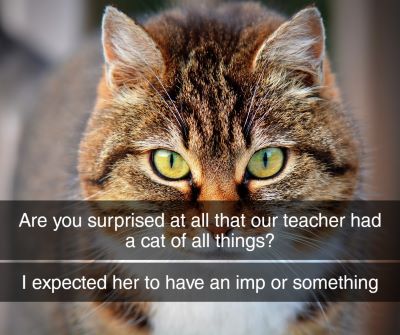 Are you surprised at all that our teacher had
a cat of all things?
I expected her to have an imp or something